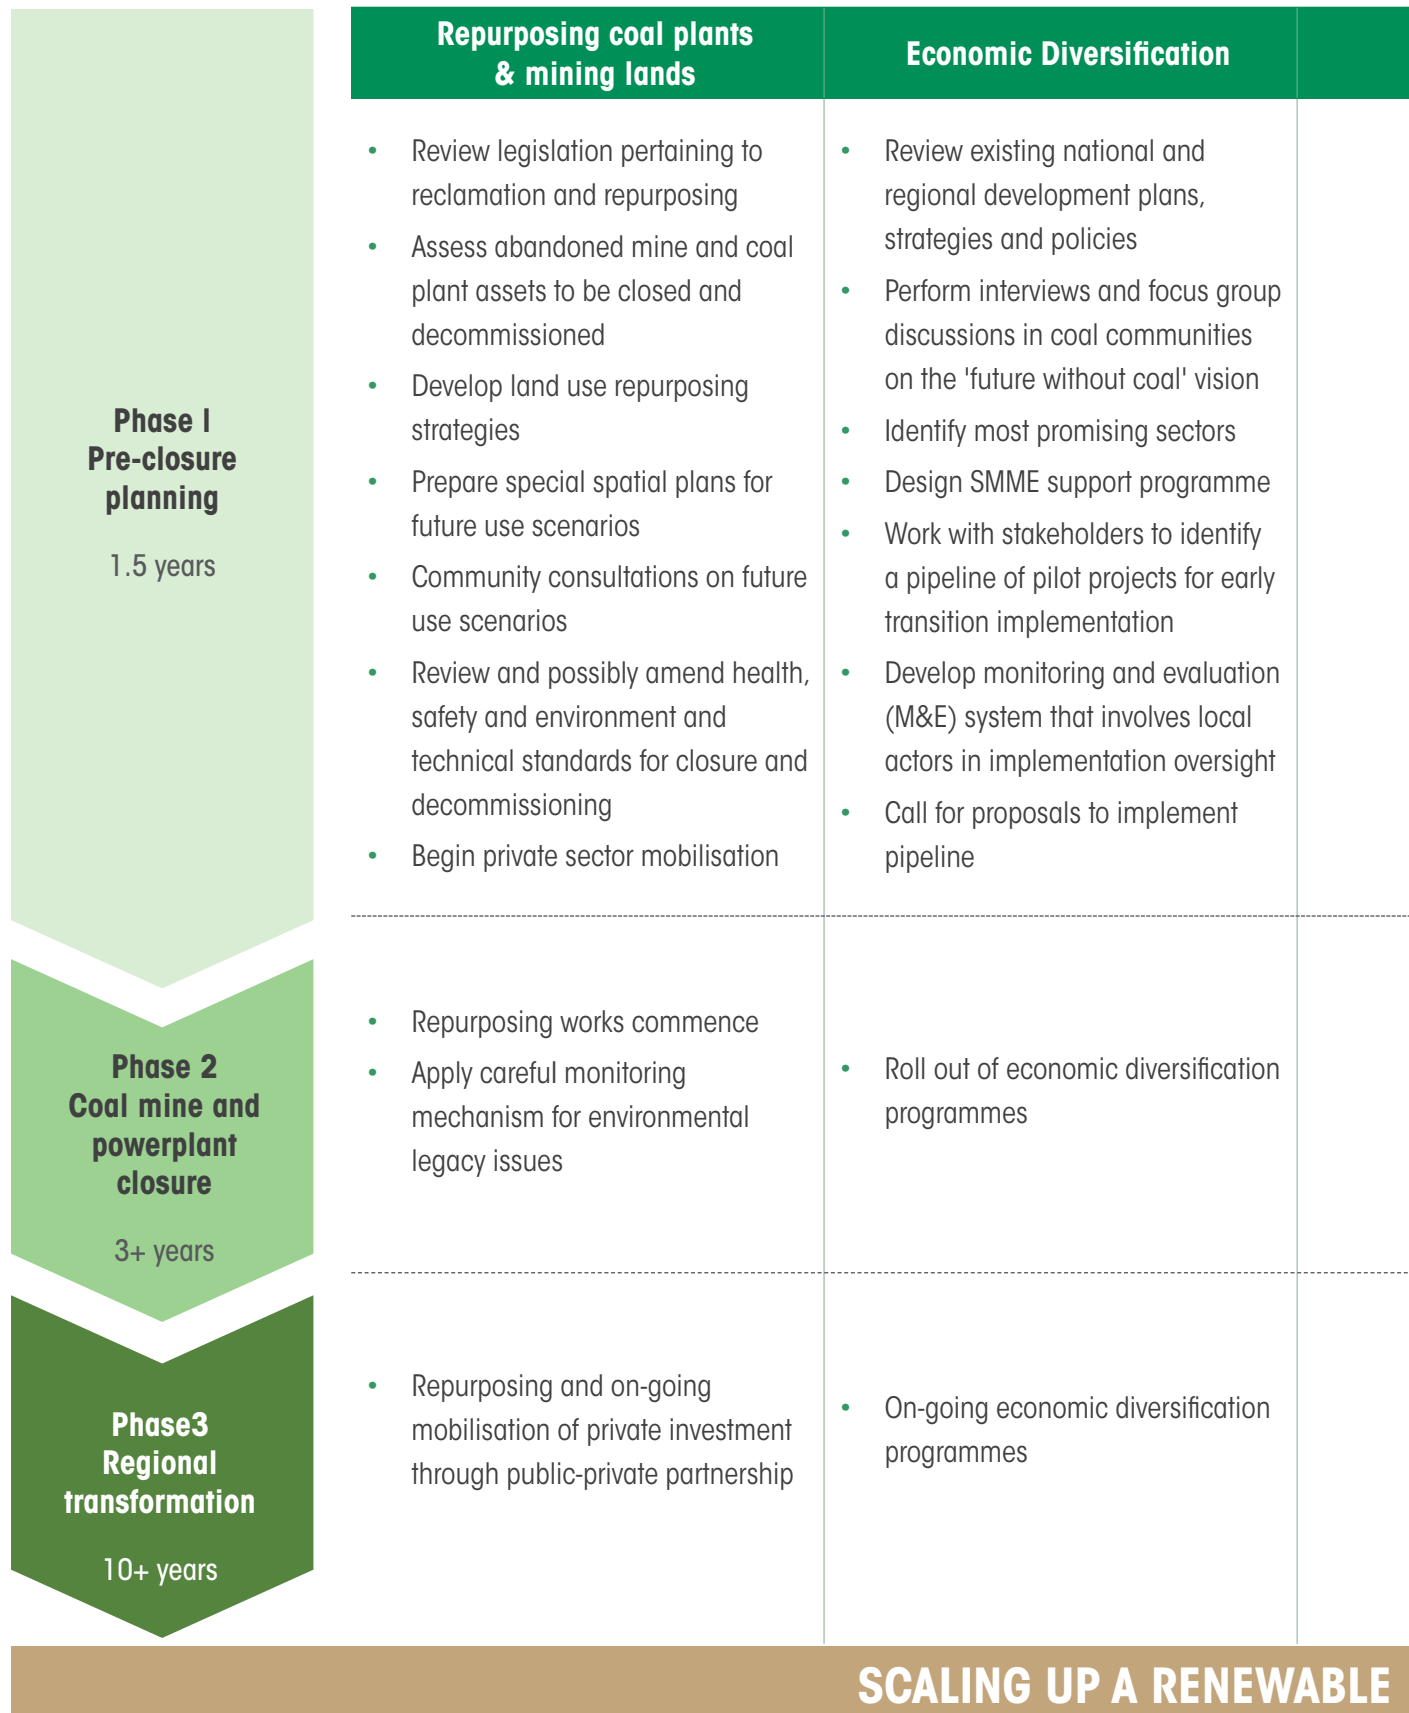 Repurposing coal plants
& mining lands
Economic Diversification
Phase I
Pre-closure
planning
1.5 years
• Review legislation pertaining to
reclamation and repurposing
• Assess abandoned mine and coal
plant assets to be closed and
decommissioned
• Develop land use repurposing
strategies
• Prepare special spatial plans for
future use scenarios
• Community consultations on future
use scenarios
• Review and possibly amend health,
safety and environment and
technical standards for closure and
decommissioning
• Begin private sector mobilisation
• Review existing national and
regional development plans,
strategies and policies
• Perform interviews and focus group
discussions in coal communities
on the 'future without coal' vision
• Identify most promising sectors
• Design SMME support programme
• Work with stakeholders to identify
a pipeline of pilot projects for early
transition implementation
• Develop monitoring and evaluation
(M&E) system that involves local
actors in implementation oversight
• Call for proposals to implement
pipeline
Phase 2
Coal mine and
powerplant
closure
3+ years
• Repurposing works commence
• Apply careful monitoring
mechanism for environmental
legacy issues
• Roll out of economic diversification
programmes
Phase3
Regional
transformation
10+ years
• Repurposing and on-going
mobilisation of private investment
through public-private partnership
• On-going economic diversification
programmes
SCALING UP A RENEWABLE